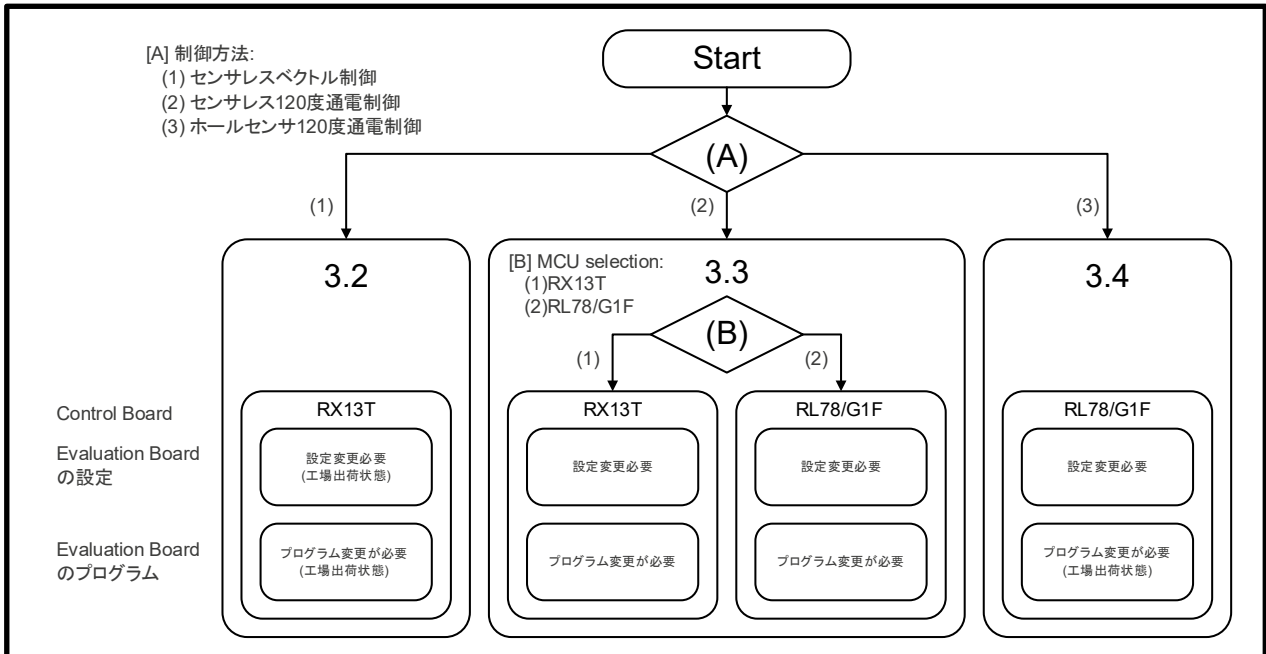 [A] 制御方法:
(1) センサレスベクトル制御
(2) センサレス120度通電制御
(3) ホールセンサ120度通電制御
Start
(A)
(1)
(2)
(3)
3.2
[B] MCU selection:
(1)RX13T
(2)RL78/G1F
3.3
3.4
(B)
(1)
(2)
Control Board
RX13T
RX13T
RL78/G1F
RL78/G1F
Evaluation Board
の設定
設定変更必要
(工場出荷状態)
設定変更必要
設定変更必要
設定変更必要
Evaluation Board
のプログラム
プログラム変更が必要
(工場出荷状態)
プログラム変更が必要
プログラム変更が必要
プログラム変更が必要
(工場出荷状態)